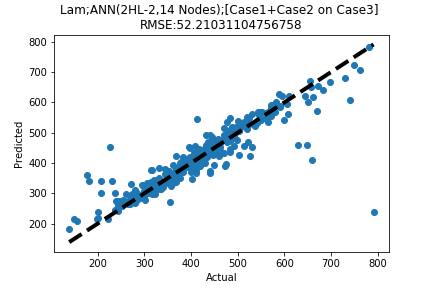 Lam;ANN(2HL-2,14 Nodes);[Case1+Case2 on Case3]
RMSE:52.21031104756758
800
700
600
500
400
300
200
Predicted
200 300 400 500 600 700 800
Actual